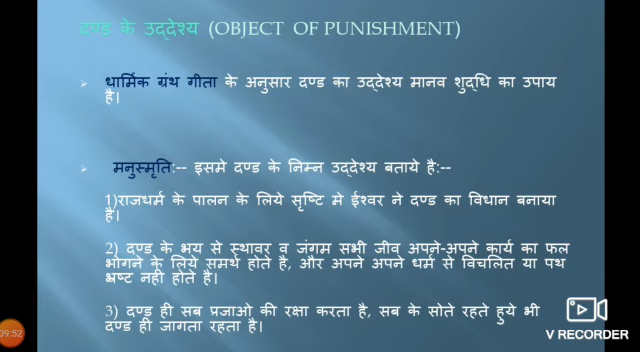 दण्ड के उद्देश्य (OBJECT OF PUNISHMENT)
धार्मिक ग्रंथ गीता के अनुसार दण्ड का उद्देश्य मानव शुद्धि का उपाय
है।
मनुस्मृति:-- इसमे दण्ड के निम्न उद्देश्य बताये है:--
1)राजधर्म के पालन के लिये सृष्टि मे ईश्वर ने दण्ड का विधान बनाया
है।
2) दण्ड के भय से स्थावर व जंगम सभी जीव अपने-अपने कार्य का फल
भोगने के लिये समर्थ होते है, और अपने अपने धर्म से विचलित या पथ
भ्रष्ट नही होते है।
3) दण्ड ही सब प्रजाओ की रक्षा करता है, सब के सोते रहते हुये भी
दण्ड ही जागता रहता है।
09:52
V RECORDER